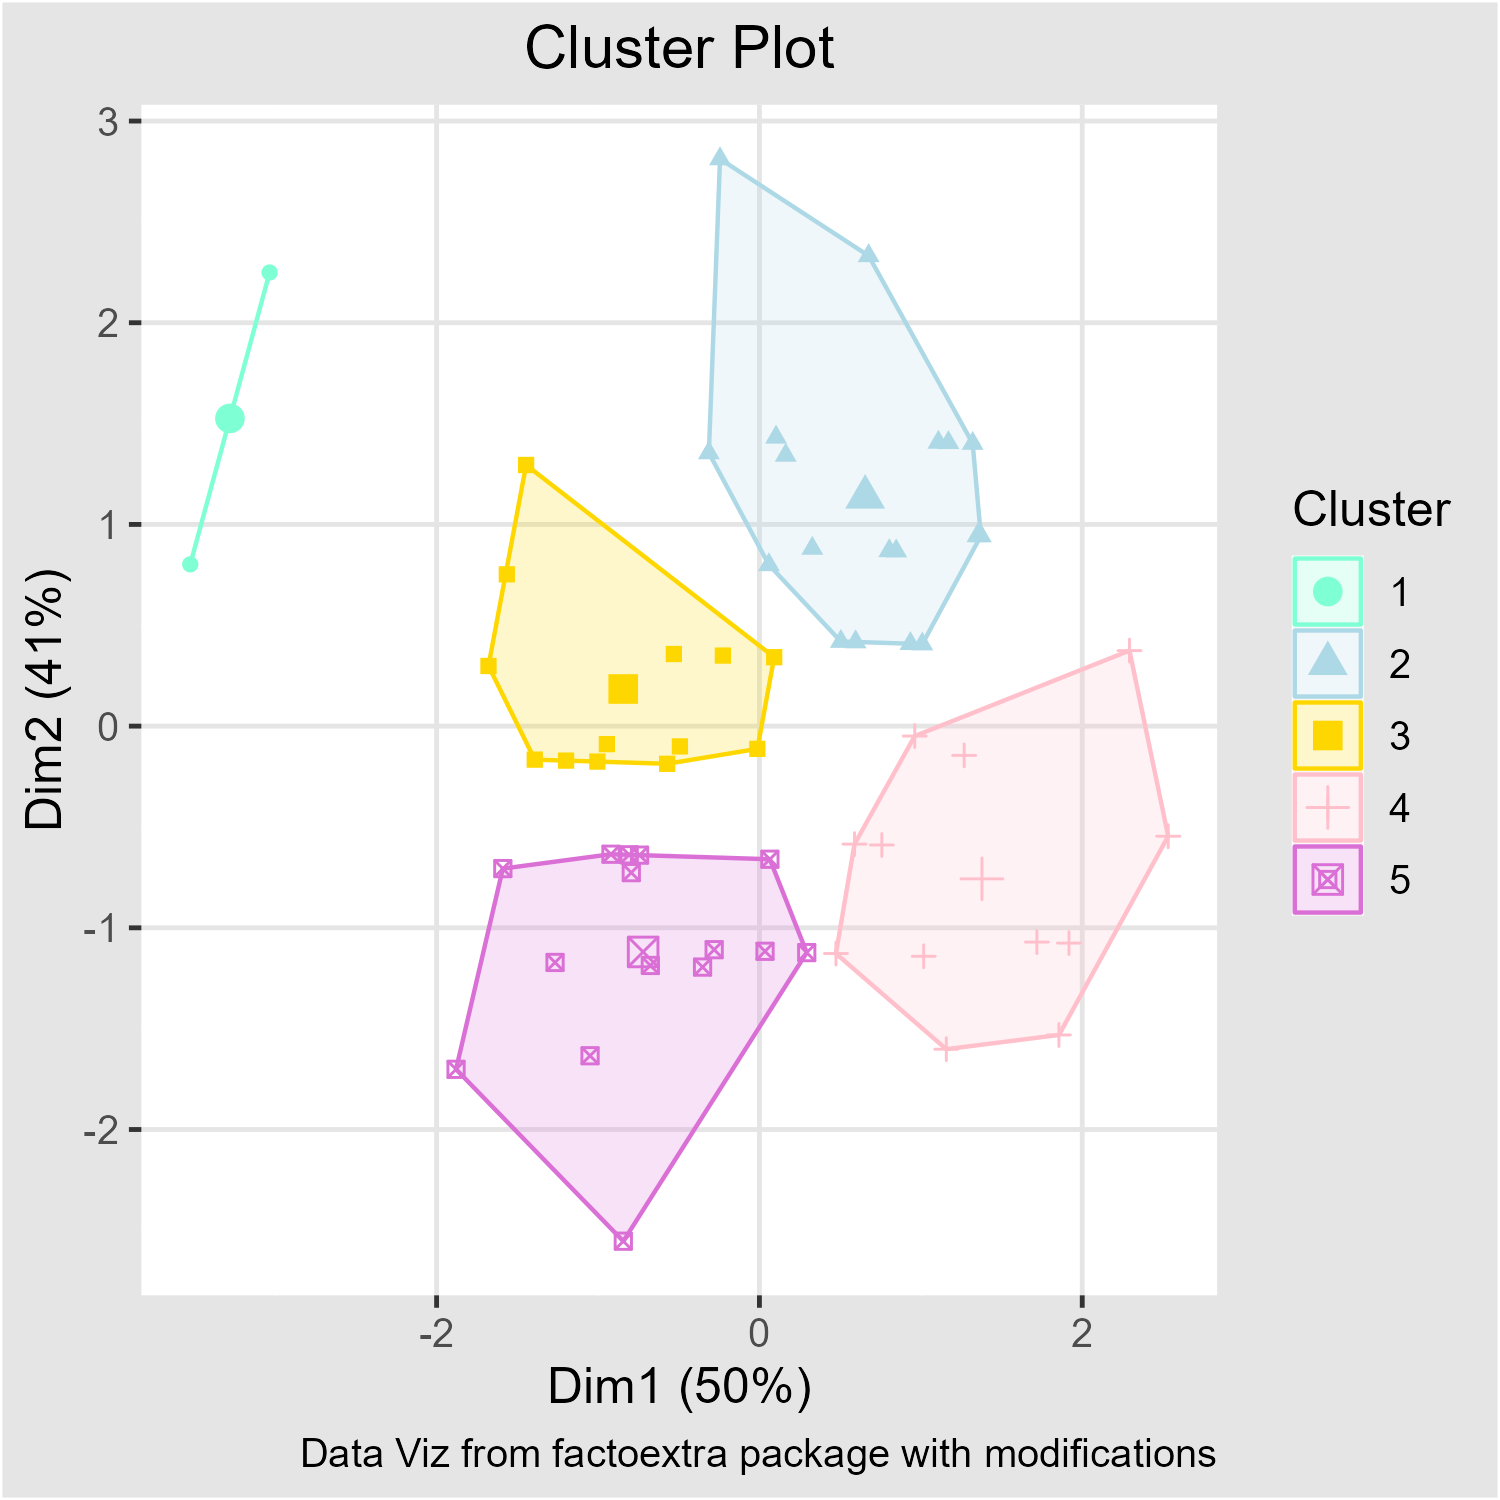 Cluster Plot
3
2
1
0
-1
-2
Dim2 (41%)
-2 0 2
Dim1 (50%)
Data Viz from factoextra package with modifications
Cluster
1
2
3
4
5